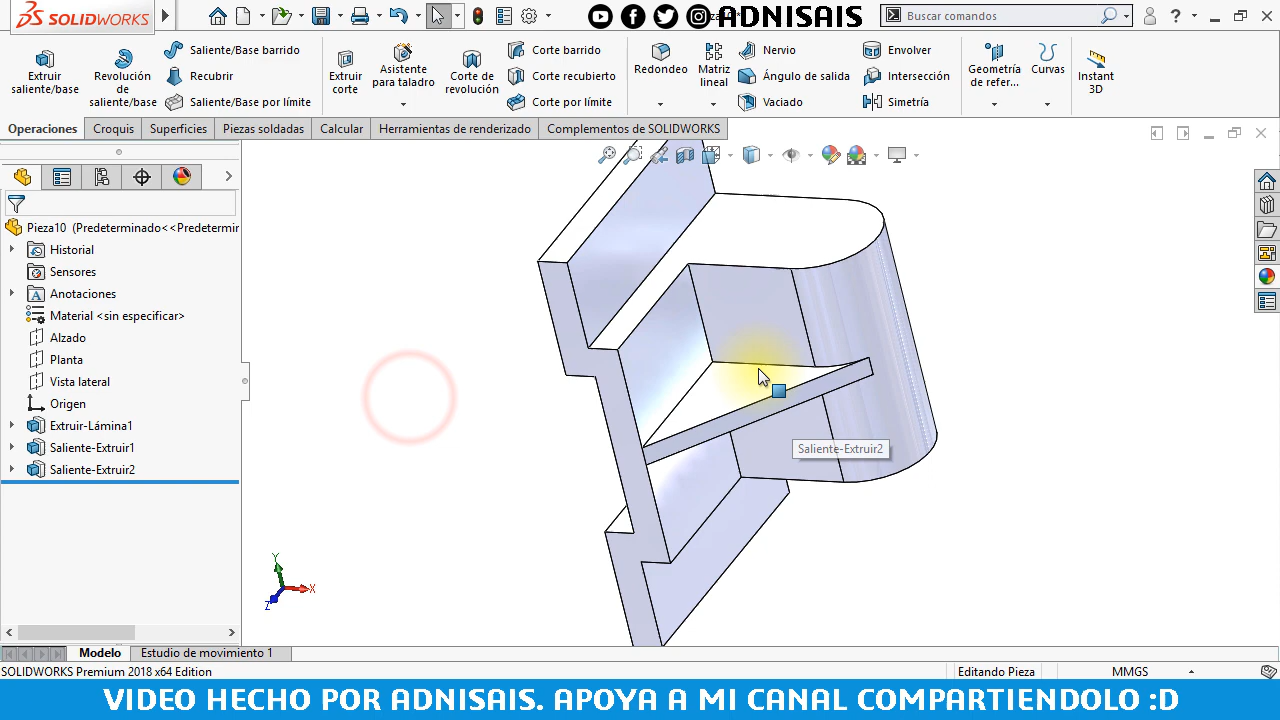 SOLIDWORKS
ADNISAIS
Buscar comandos
Extruir saliente/base
Revolución de saliente/base
Saliente/Base barrido
Recubrir
Saliente/Base por límite
Extruir corte
Asistente para taladro
Corte de revolución
Corte barrido
Corte recubierto
Corte por límite
Redondeo
Matriz lineal
Nervio
Ángulo de salida
Vaciado
Envolver
Intersección
Simetría
Geometría de refer...
Curvas
Instant 3D
Operaciones
Croquis
Superficies
Piezas soldadas
Calcular
Herramientas de renderizado
Complementos de SOLIDWORKS
Pieza10 (Predeterminado<<Predetermin
Historial
Sensores
Anotaciones
Material <sin especificar>
Alzado
Planta
Vista lateral
Origen
Extruir-Lámina1
Saliente-Extruir1
Saliente-Extruir2
Saliente-Extruir2
Y
X
Z
Modelo
Estudio de movimiento 1
SOLIDWORKS Premium 2018 x64 Edition
Editando Pieza
MMGS
VIDEO HECHO POR ADNISAIS. APOYA A MI CANAL COMPARTIENDOLO :D